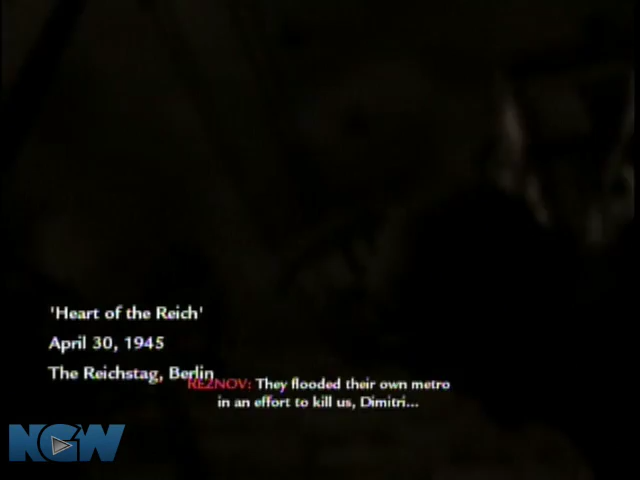 'Heart of the Reich'
April 30, 1945
The Reichstag, Berlin
REZNOV: They flooded their own metro
in an effort to kill us, Dimitri...
NGW